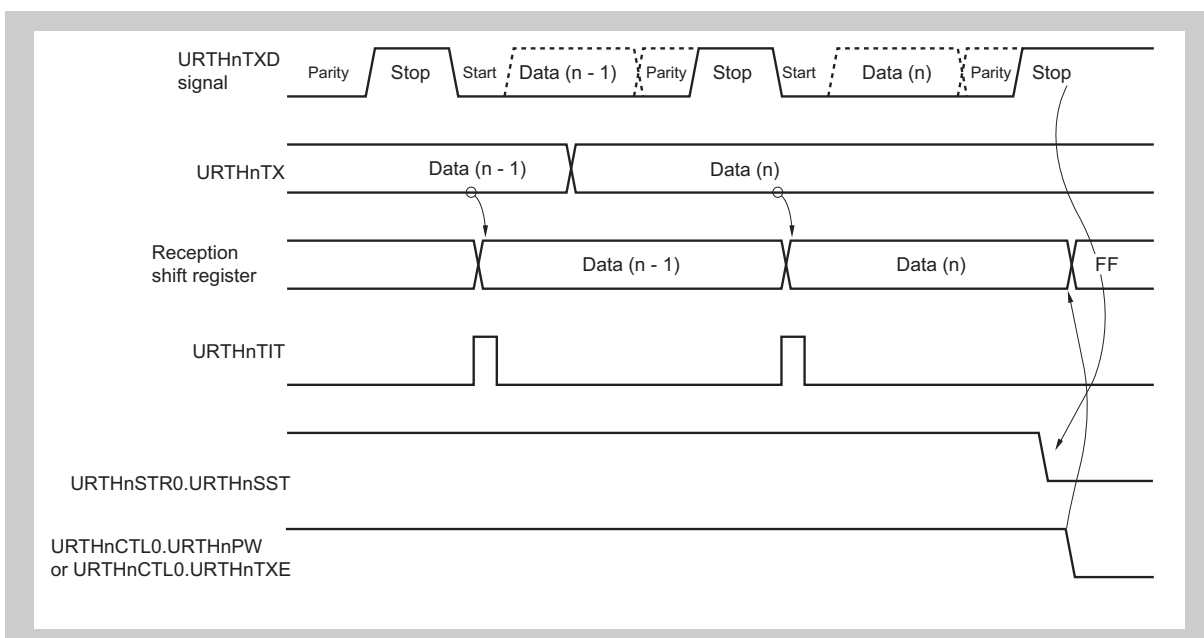 URTHnTXD
signal
Parity Stop Start Data (n - 1) Parity Stop Start Data (n) Parity Stop
URTHnTX
Data (n - 1) Data (n)
Reception
shift register
Data (n - 1) Data (n) FF
URTHnTIT
URTHnSTR0.URTHnSST
URTHnCTL0.URTHnPW
or URTHnCTL0.URTHnTXE